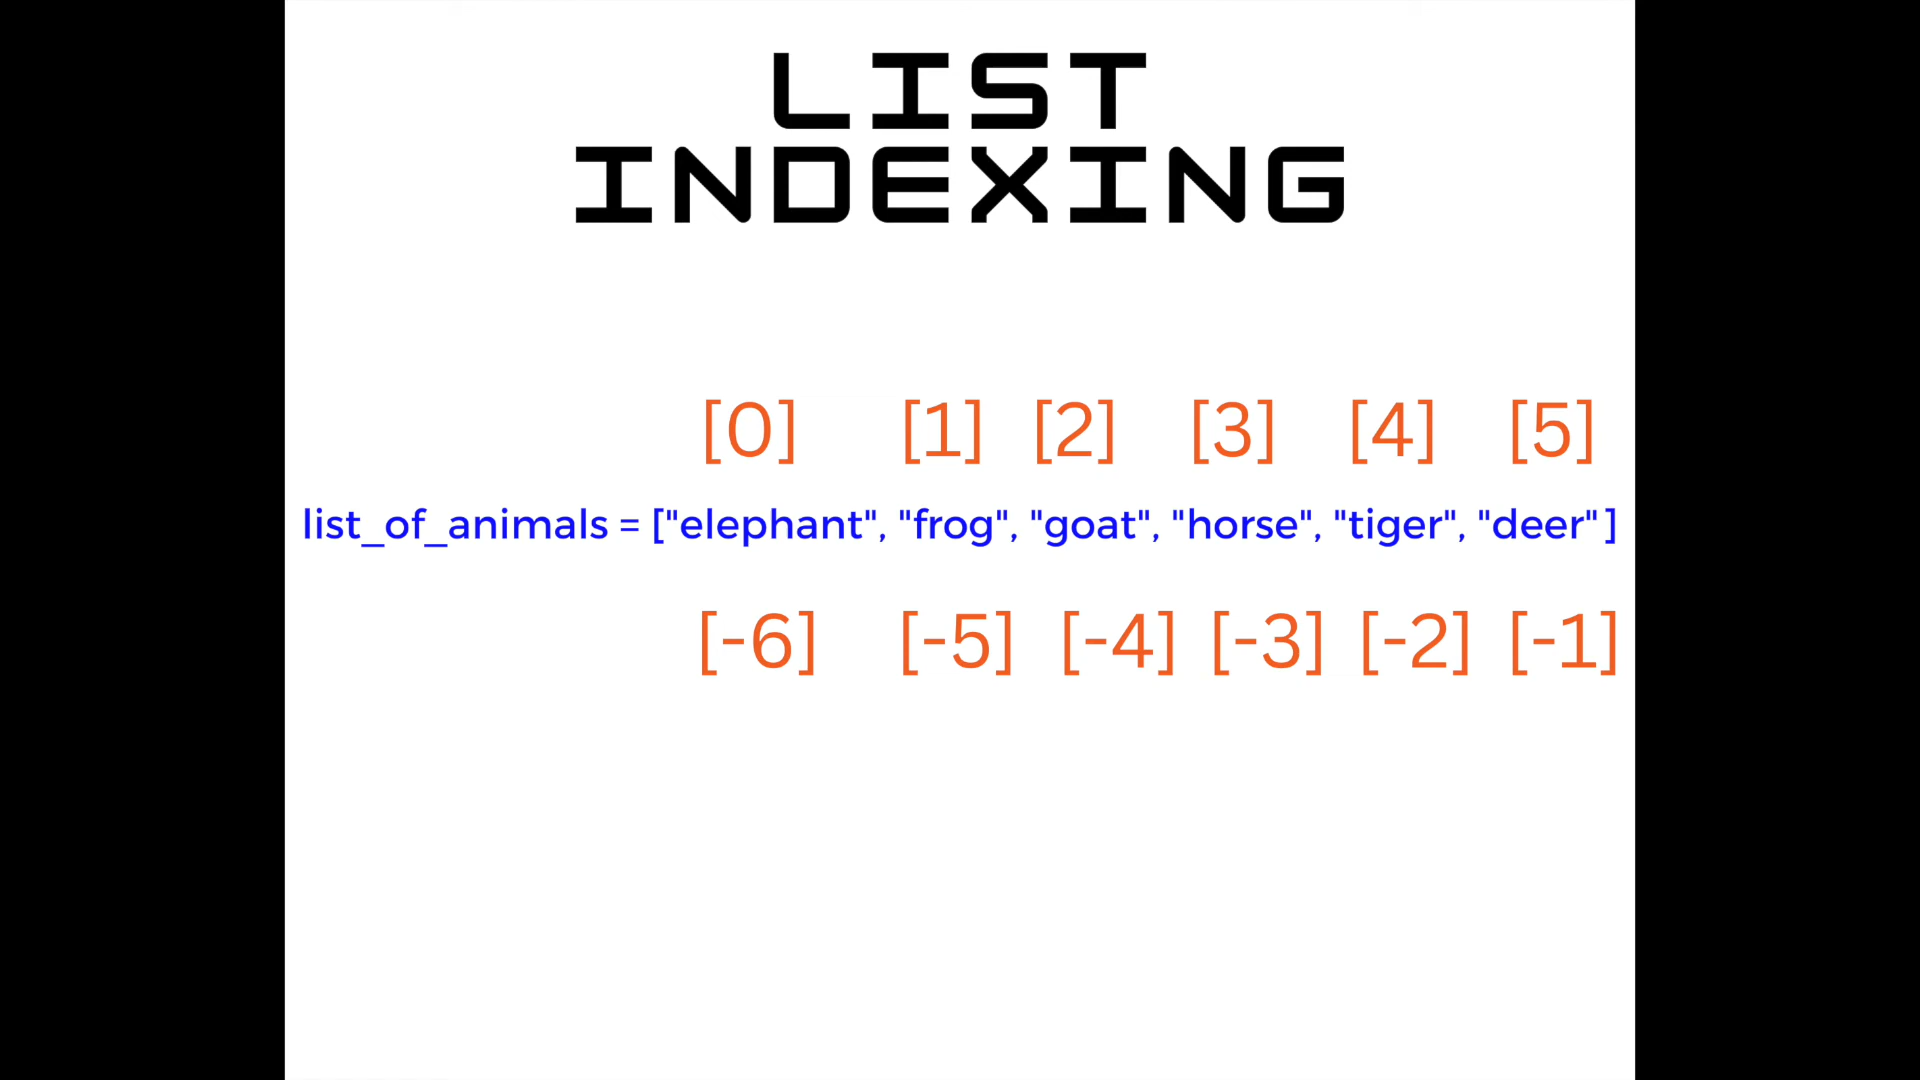 LIST
INDEXING
[0] [1] [2] [3] [4] [5]
list_of_animals = ["elephant", "frog", "goat", "horse", "tiger", "deer"]
[-6] [-5] [-4] [-3] [-2] [-1]